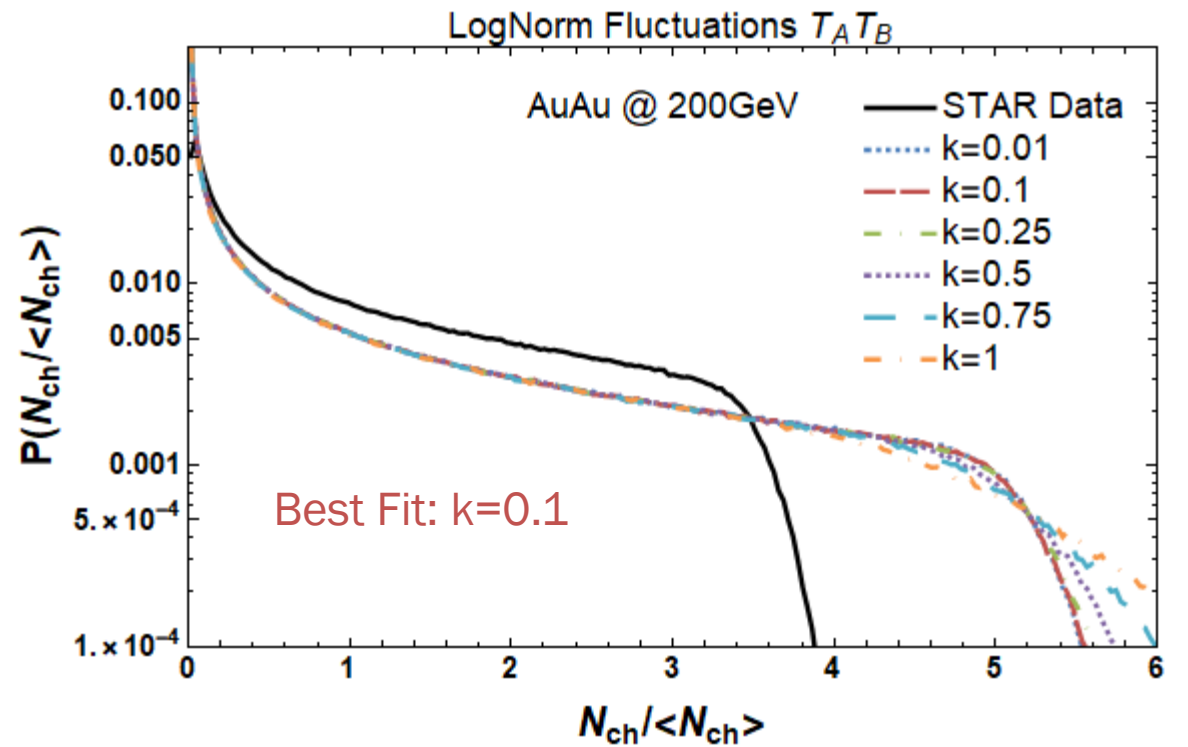 LogNorm Fluctuations T_A T_B
AuAu @ 200GeV
STAR Data
k=0.01
k=0.1
k=0.25
k=0.5
k=0.75
k=1
Best Fit: k=0.1
P(N_ch/<N_ch>)
0.100
0.050
0.010
0.005
0.001
5.×10^-4
1.×10^-4
0 1 2 3 4 5 6
N_ch/<N_ch>